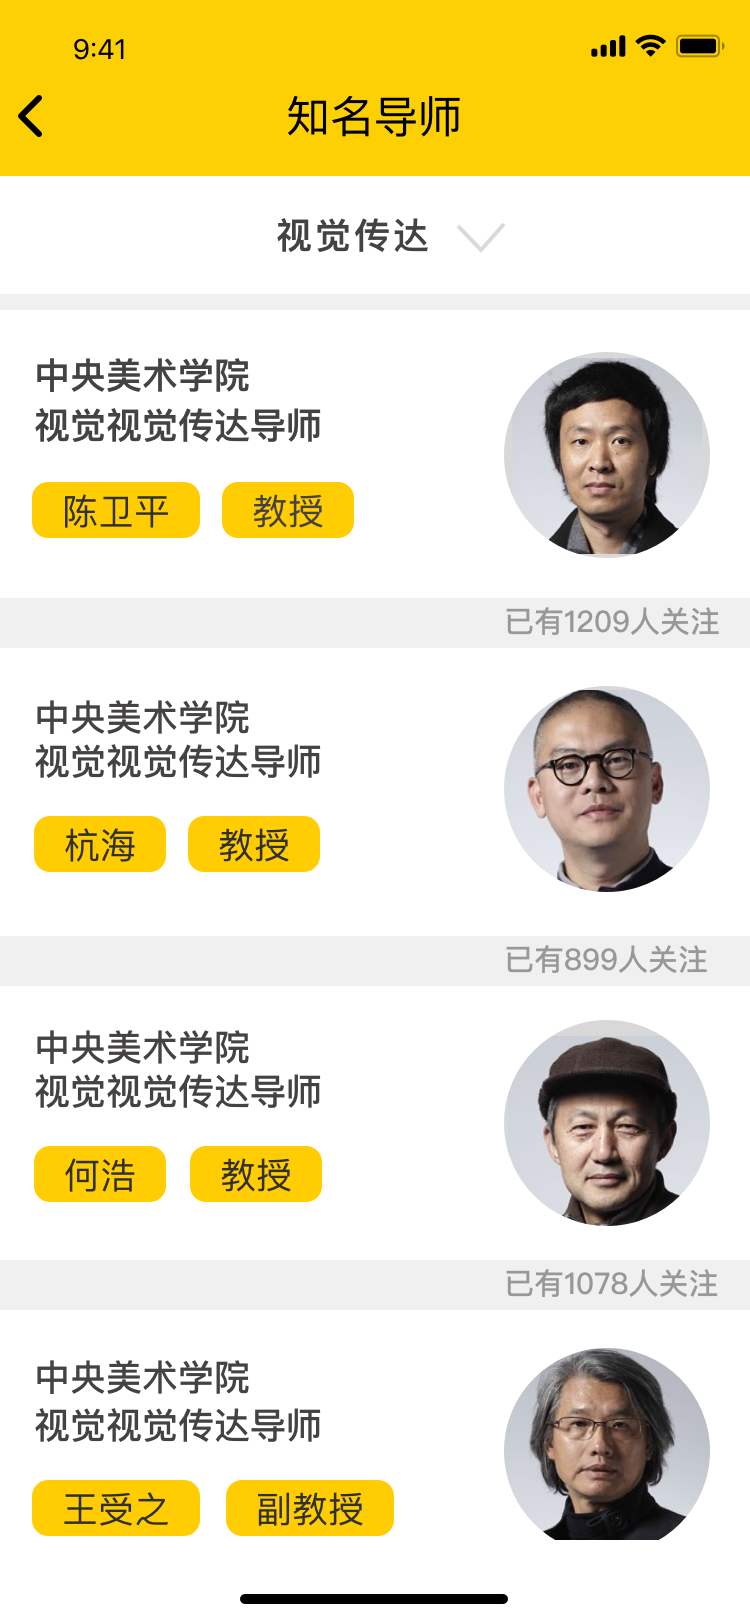 9:41
知名导师
视觉传达
中央美术学院
视觉视觉传达导师
陈卫平 教授
已有1209人关注
中央美术学院
视觉视觉传达导师
杭海 教授
已有899人关注
中央美术学院
视觉视觉传达导师
何浩 教授
已有1078人关注
中央美术学院
视觉视觉传达导师
王受之 副教授